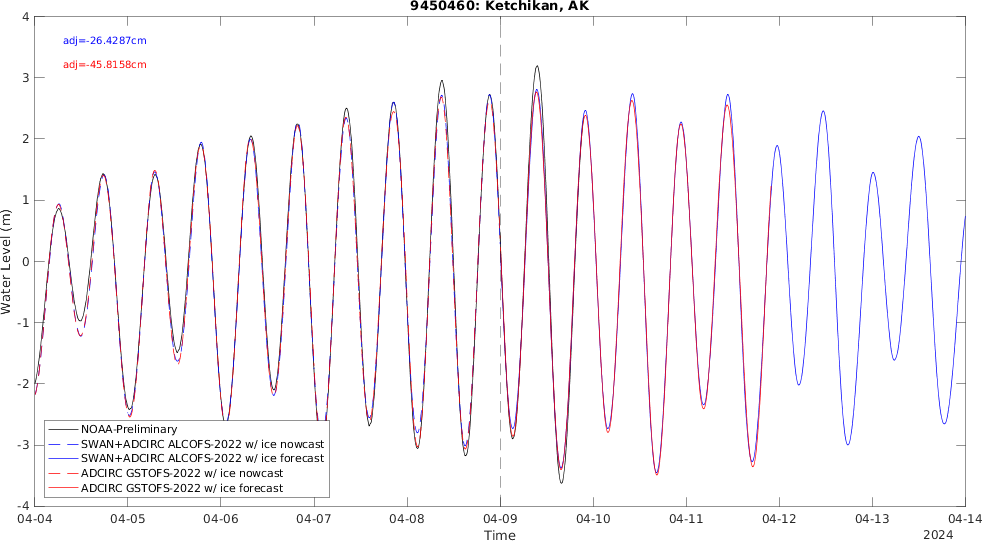 9450460: Ketchikan, AK
adj=-26.4287cm
adj=-45.8158cm
Water Level (m)
4
3
2
1
0
-1
-2
-3
-4
NOAA-Preliminary
SWAN+ADCIRC ALCOFS-2022 w/ ice nowcast
SWAN+ADCIRC ALCOFS-2022 w/ ice forecast
ADCIRC GSTOFS-2022 w/ ice nowcast
ADCIRC GSTOFS-2022 w/ ice forecast
04-04 04-05 04-06 04-07 04-08 04-09 04-10 04-11 04-12 04-13 04-14
Time
2024